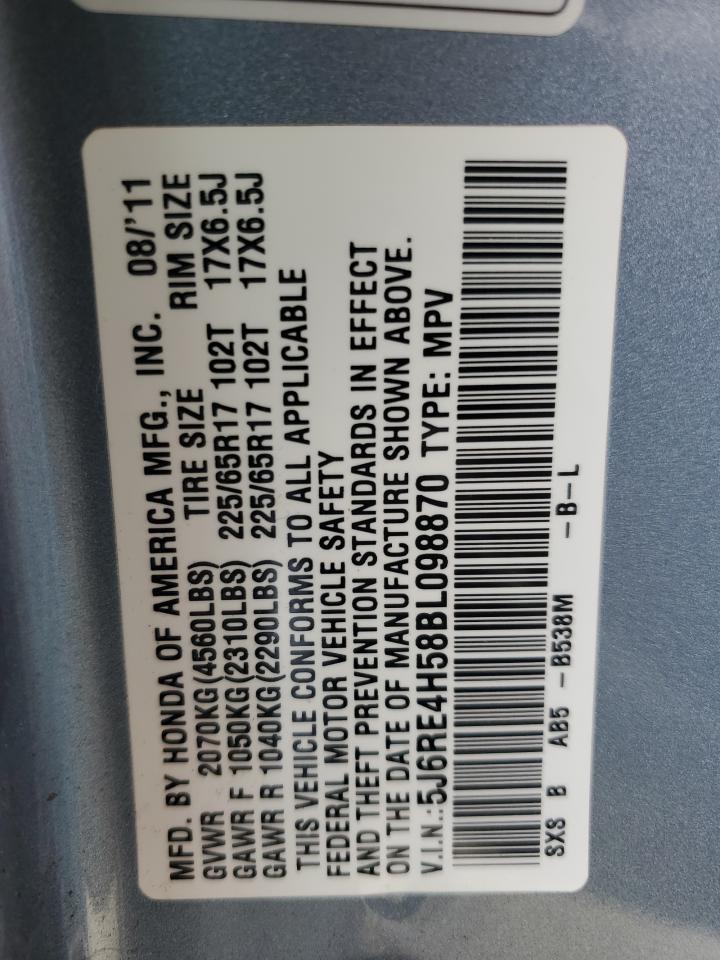 MFD. BY HONDA OF AMERICA MFG., INC. 08/'11
GVWR 2070KG(4560LBS) TIRE SIZE RIM SIZE
GAWR F 1050KG(2310LBS) 225/65R17 102T 17X6.5J
GAWR R 1040KG(2290LBS) 225/65R17 102T 17X6.5J
THIS VEHICLE CONFORMS TO ALL APPLICABLE
FEDERAL MOTOR VEHICLE SAFETY
AND THEFT PREVENTION STANDARDS IN EFFECT
ON THE DATE OF MANUFACTURE SHOWN ABOVE.
V.I.N.:5J6RE4H58BL098870 TYPE: MPV
SXS B AB5 -B538M -B-L